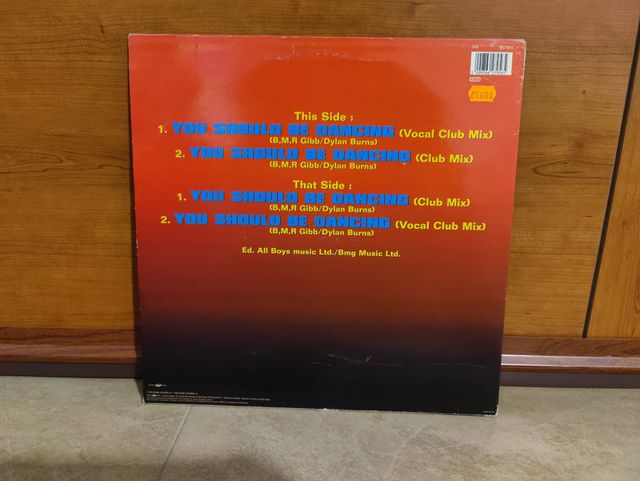 This Side :
1. YOU SHOULD BE DANCING (Vocal Club Mix)
(B,M,R Gibb/Dylan Burns)
2. YOU SHOULD BE DANCING (Club Mix)
(B,M,R Gibb/Dylan Burns)
That Side :
1. YOU SHOULD BE DANCING (Club Mix)
(B,M,R Gibb/Dylan Burns)
2. YOU SHOULD BE DANCING (Vocal Club Mix)
(B,M,R Gibb/Dylan Burns)
Ed. All Boys music Ltd./Bmg Music Ltd.